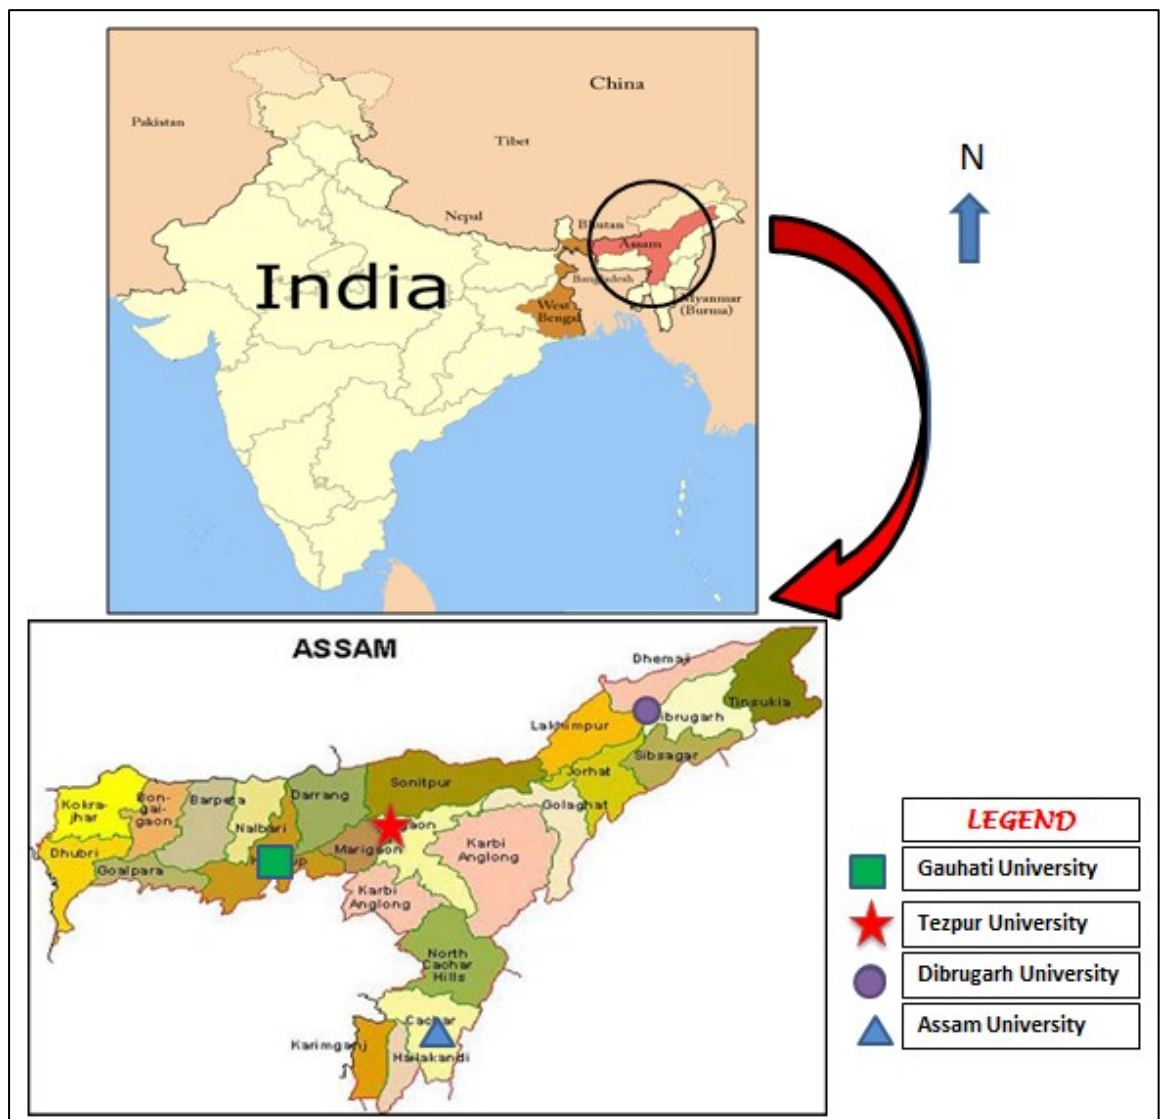 China
Pakistan
Tibet
N
Nepal
Bhutan
Assam
India
Bangladesh
West
Bengal
Myanmar
(Burma)
ASSAM
Dhemaji
Tinsukia
Dibrugarh
Lakhimpur
Sibsagar
Jorhat
Sonitpur
Darrang
Golaghat
Kokra-
jhar
Bon-
gai-
gaon
Barpeta
Nalbari
Marigaon
gaon
Karbi
Anglong
Dhubri
Goalpara
Karbi
Anglong
North
Cachar
Hills
Cachar
Karimganj
Hailakandi
LEGEND
Gauhati University
Tezpur University
Dibrugarh University
Assam University